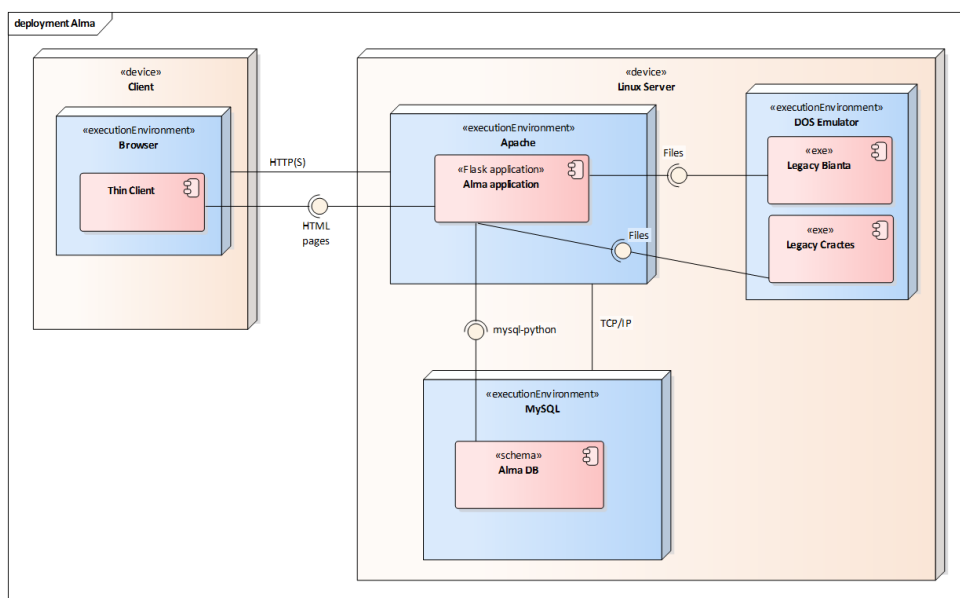 deployment Alma
«device»
Client
«executionEnvironment»
Browser
Thin Client
HTTP(S)
HTML
pages
«device»
Linux Server
«executionEnvironment»
Apache
«Flask application»
Alma application
Files
Files
«executionEnvironment»
DOS Emulator
«exe»
Legacy Bianta
«exe»
Legacy Cractes
mysql-python
TCP/IP
«executionEnvironment»
MySQL
«schema»
Alma DB